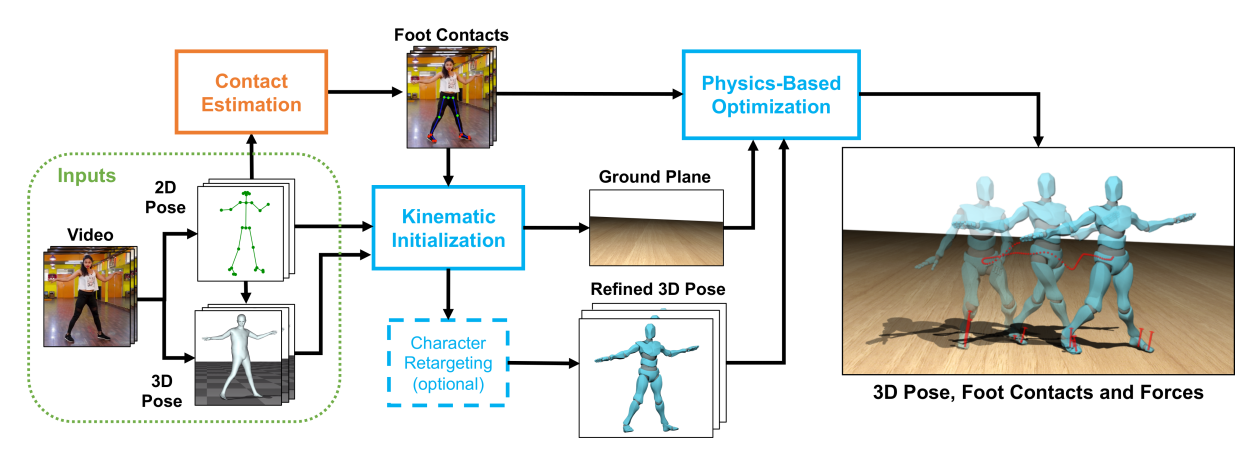 Foot Contacts
Contact
Estimation
Physics-Based
Optimization
Inputs
2D
Pose
Video
3D
Pose
Kinematic
Initialization
Ground Plane
Refined 3D Pose
Character
Retargeting
(optional)
3D Pose, Foot Contacts and Forces